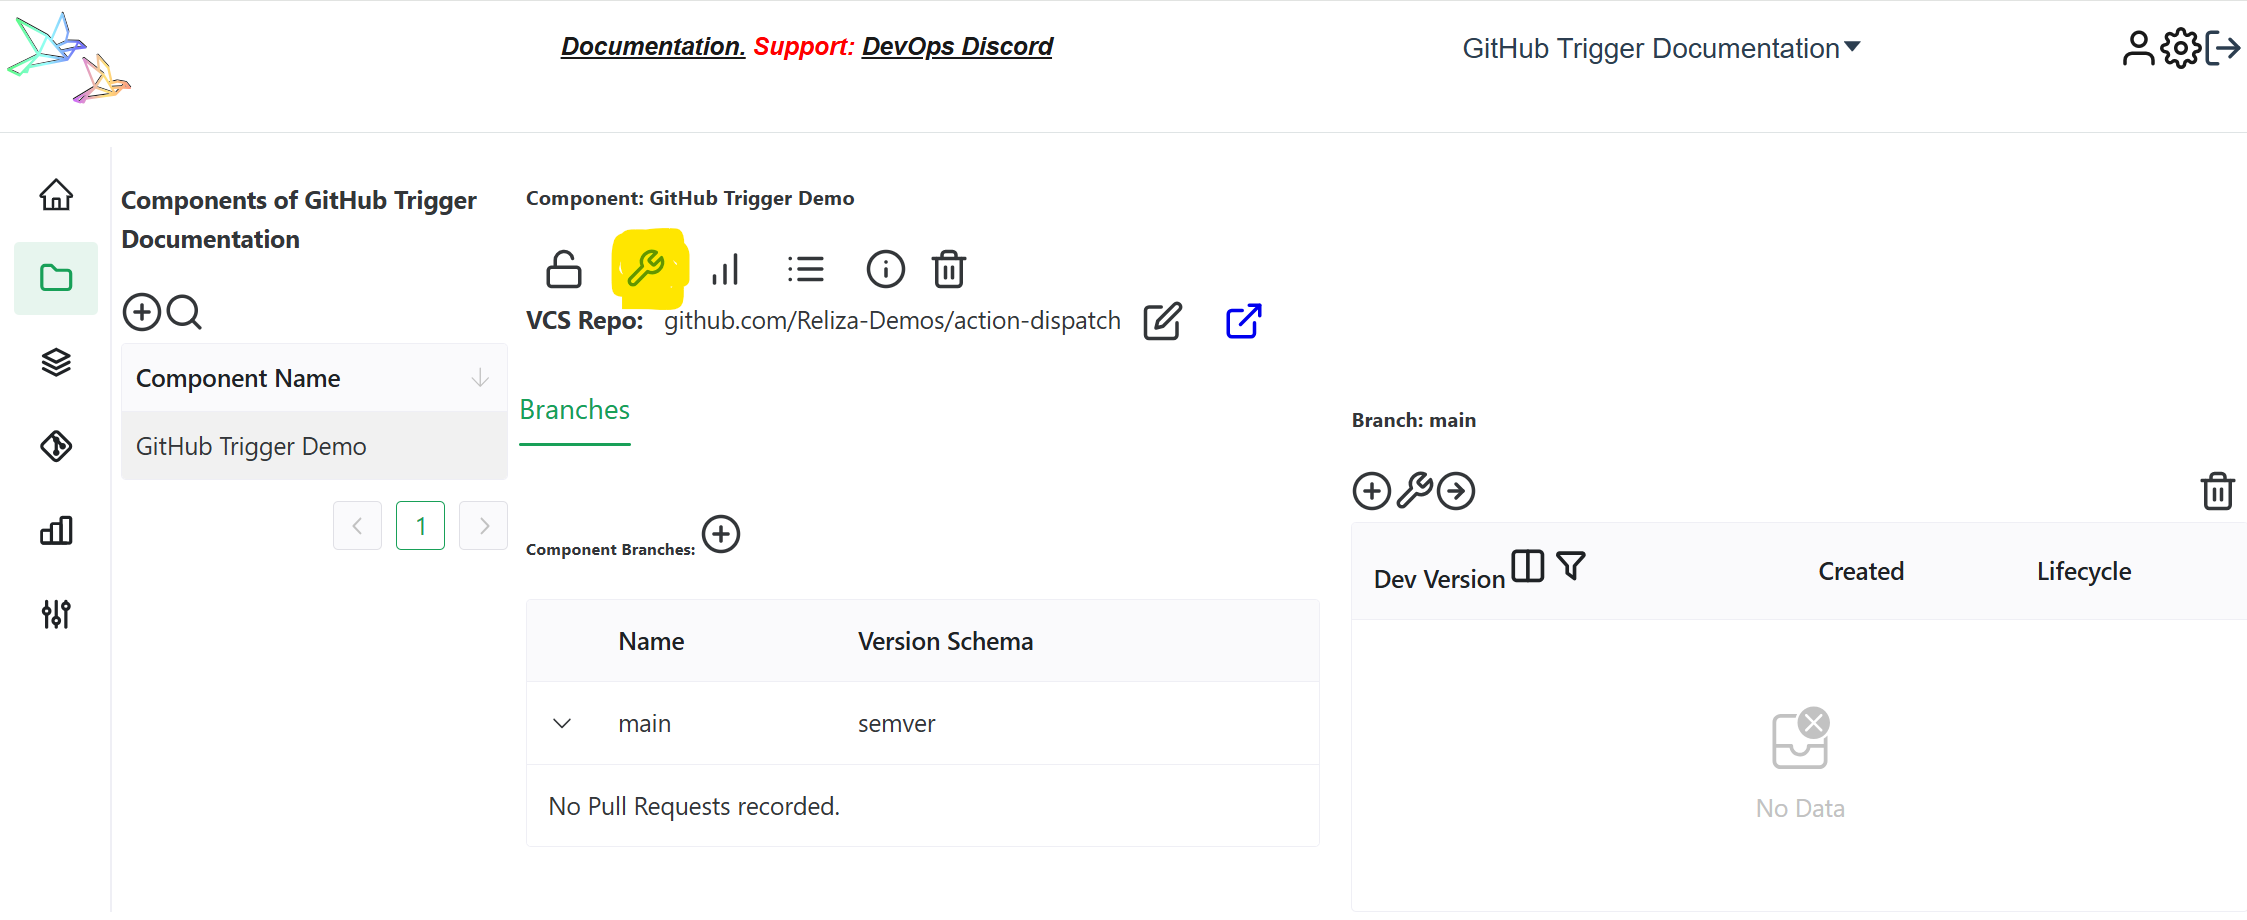 Documentation. Support: DevOps Discord
GitHub Trigger Documentation
Components of GitHub Trigger
Documentation
Component Name
GitHub Trigger Demo
1
Component: GitHub Trigger Demo
VCS Repo: github.com/Reliza-Demos/action-dispatch
Branches
Component Branches:
Name Version Schema
main semver
No Pull Requests recorded.
Branch: main
Dev Version Created Lifecycle
No Data